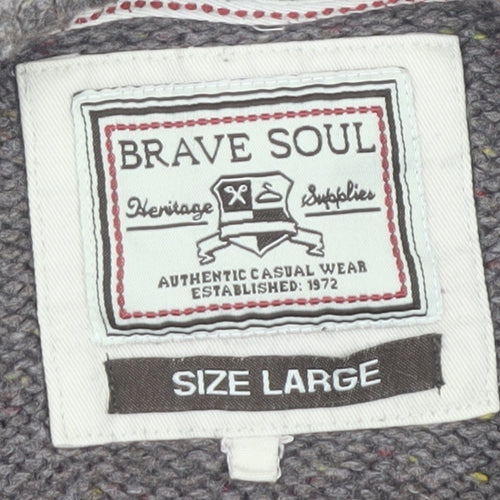 BRAVE SOUL
Heritage Supplies
AUTHENTIC CASUAL WEAR
ESTABLISHED: 1972
SIZE LARGE